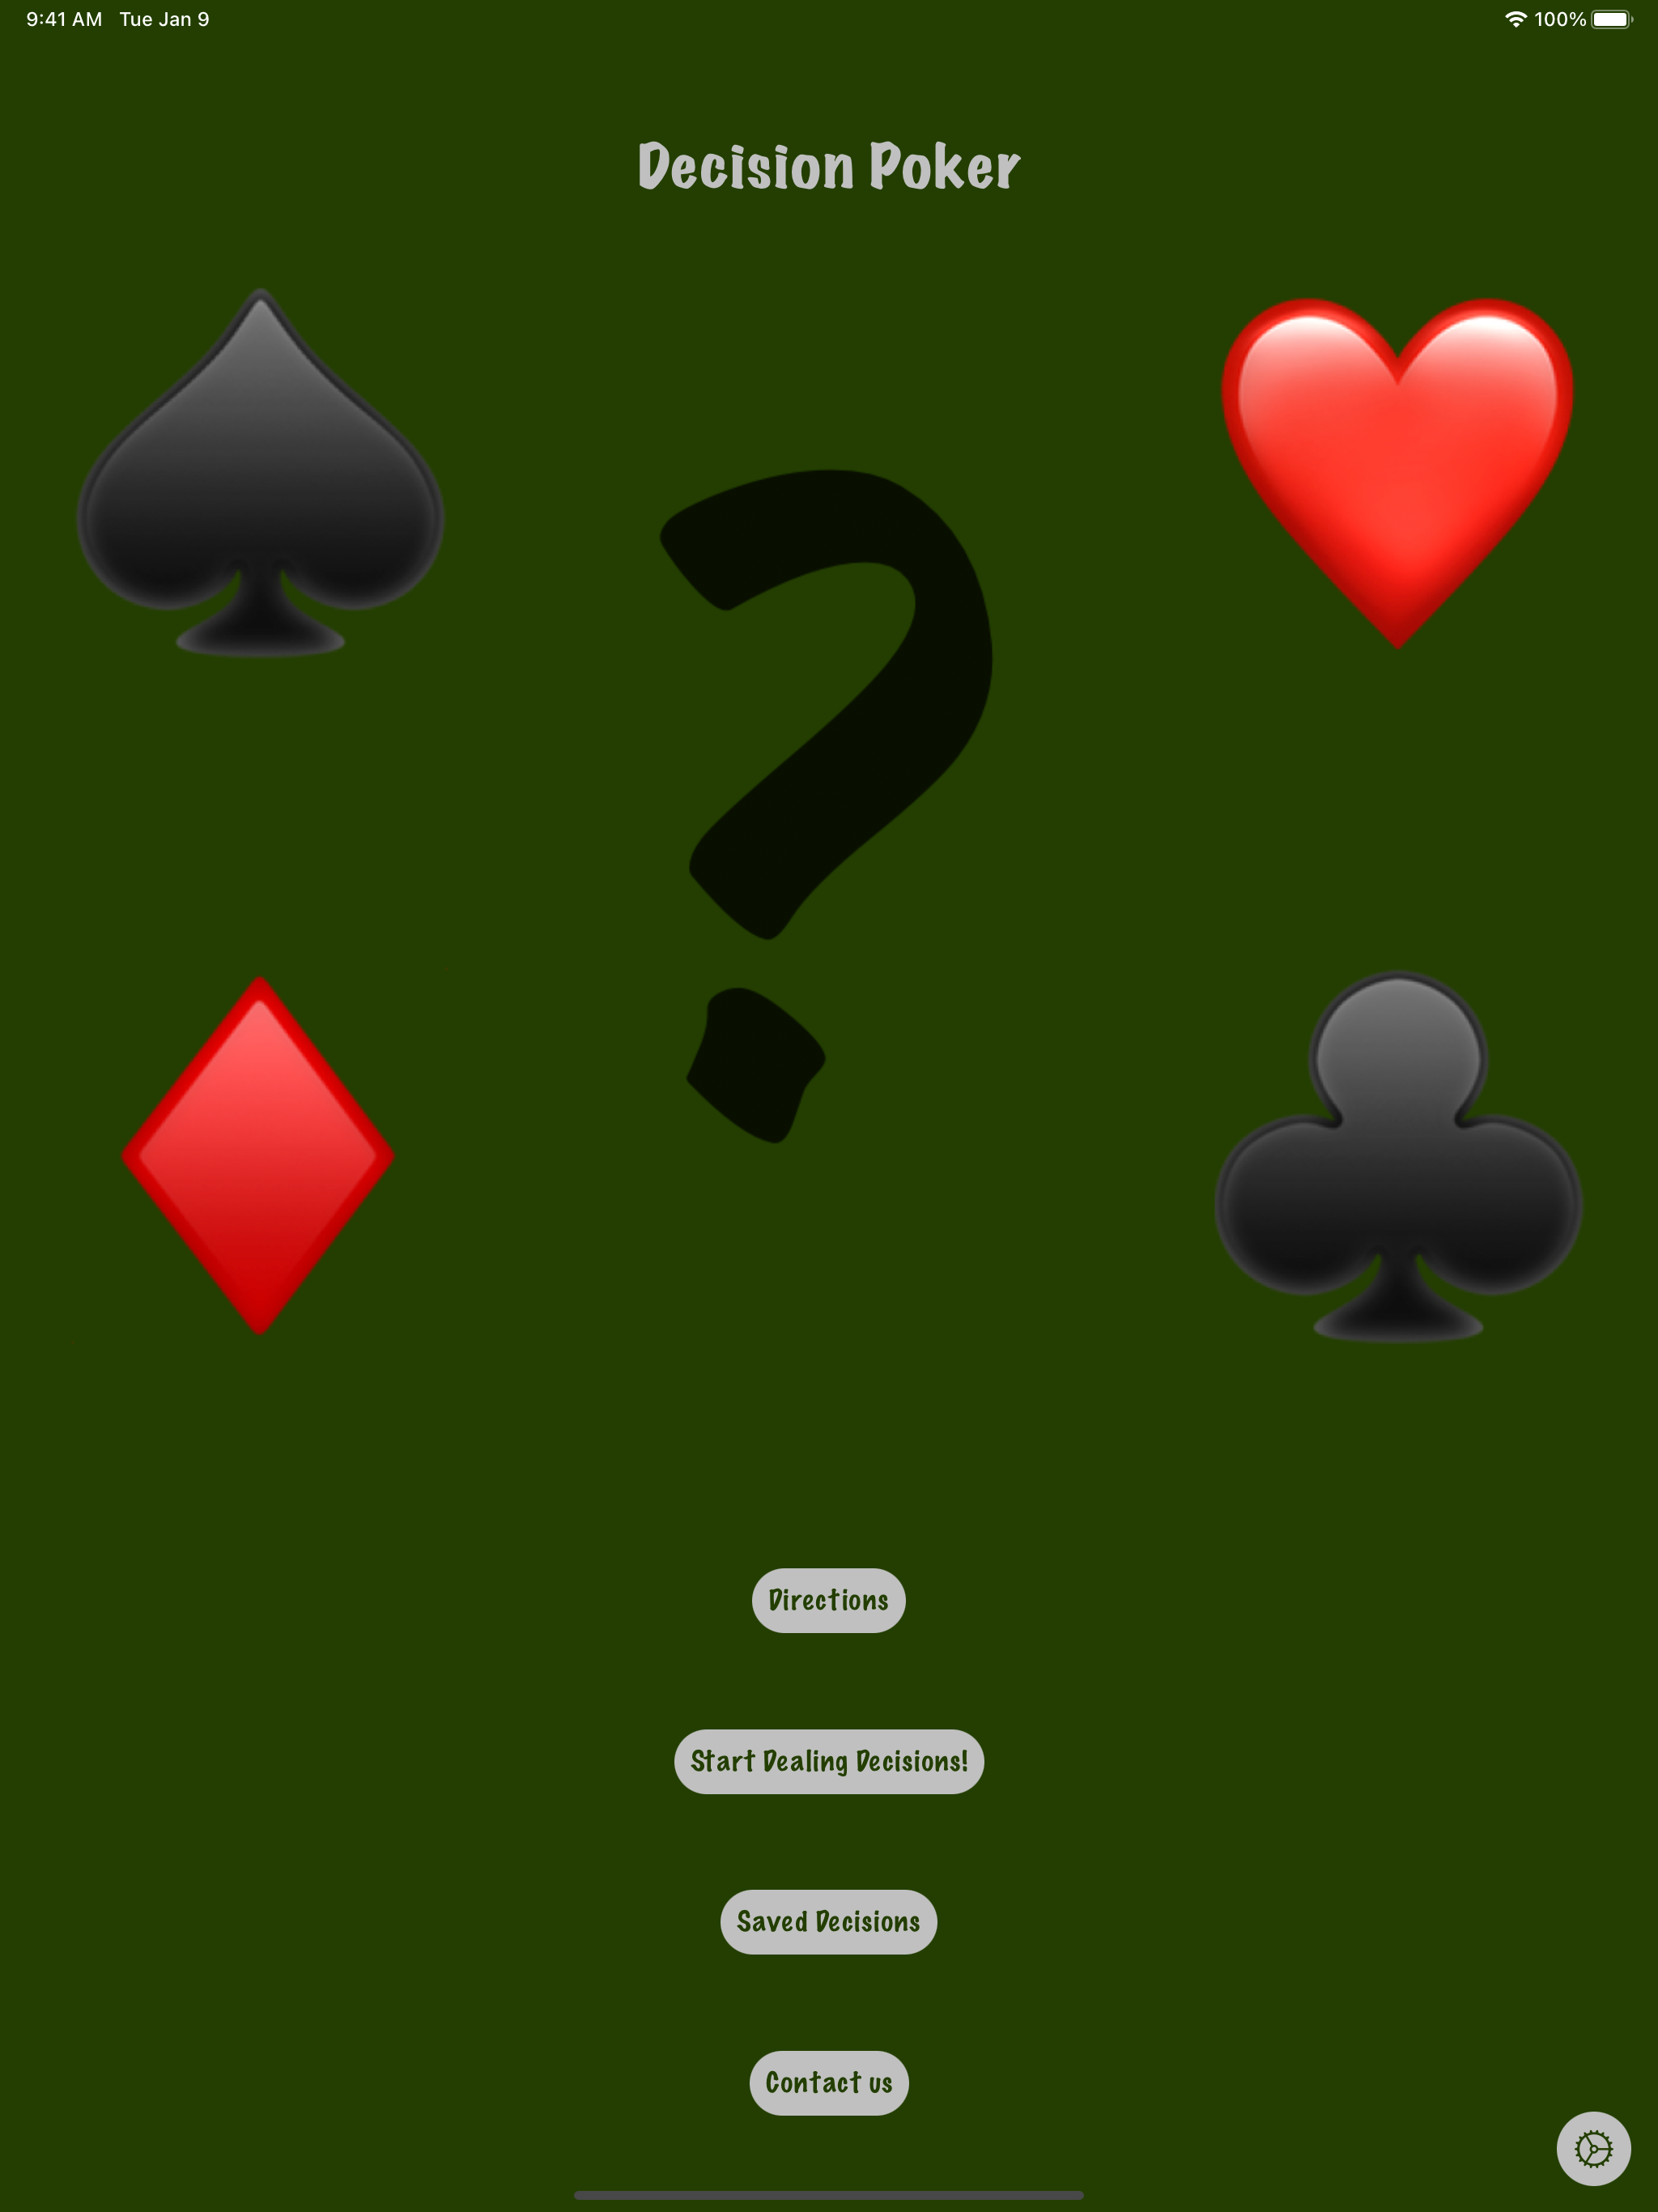 9:41 AM Tue Jan 9 100%
Decision Poker
?
Directions
Start Dealing Decisions!
Saved Decisions
Contact us